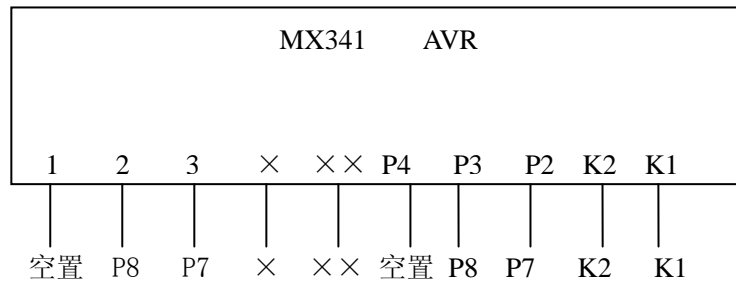 MX341 AVR
1 2 3 × ×× P4 P3 P2 K2 K1
空置 P8 P7 × ×× 空置 P8 P7 K2 K1